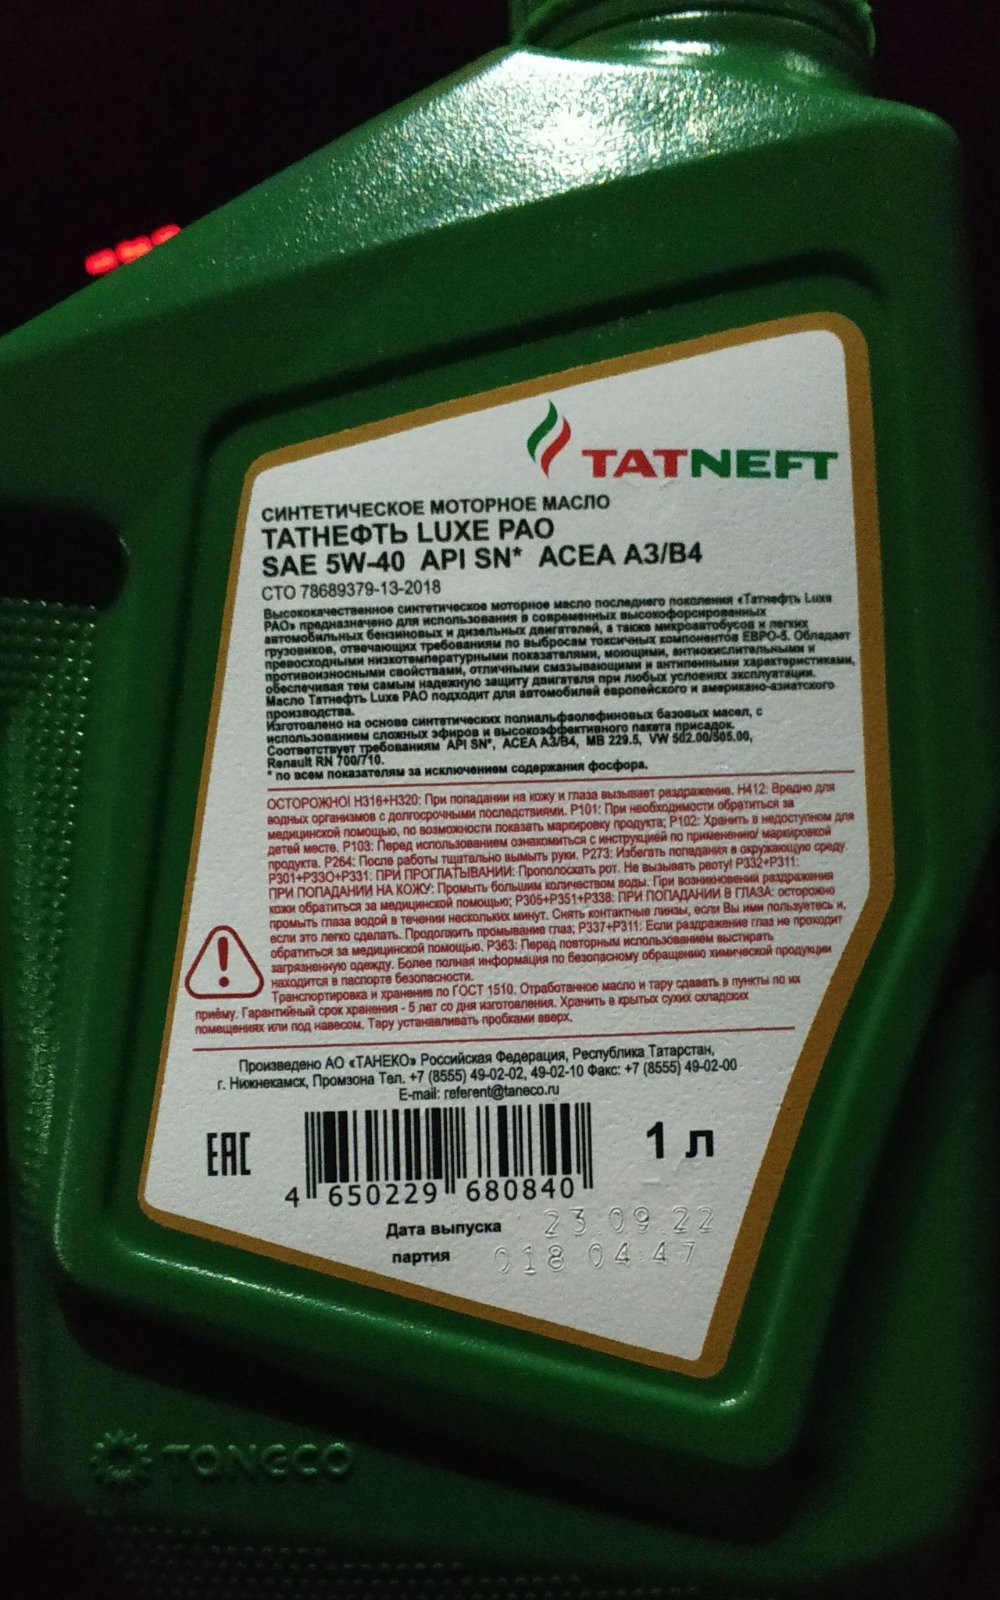 TATNEFT
СИНТЕТИЧЕСКОЕ МОТОРНОЕ МАСЛО
ТАТНЕФТЬ LUXE PAO
SAE 5W-40 API SN* ACEA A3/B4
СТО 78689379-13-2018
Высококачественное синтетическое моторное масло последнего поколения «Татнефть Luxe
PAO» предназначено для использования в современных высокофорсированных
автомобильных бензиновых и дизельных двигателей, а также микроавтобусов и легких
грузовиков, отвечающих требованиям по выбросам токсичных компонентов ЕВРО-5. Обладает
превосходными низкотемпературными показателями, моющими, антиокислительными и
противоизносными свойствами, отличными смазывающими и антипенными характеристиками,
обеспечивая тем самым надежную защиту двигателя при любых условиях эксплуатации.
Масло Татнефть Luxe PAO подходит для автомобилей европейского и американо-азиатского
производства.
Изготовлено на основе синтетических полиальфаолефиновых базовых масел, с
использованием сложных эфиров и высокоэффективного пакета присадок.
Соответствует требованиям API SN*, ACEA A3/B4, MB 229.5, VW 502.00/505.00,
Renault RN 700/710.
* по всем показателям за исключением содержания фосфора.
ОСТОРОЖНО! H316+H320: При попадании на кожу и глаза вызывает раздражение. H412: Вредно для
водных организмов с долгосрочными последствиями. P101: При необходимости обратиться за
медицинской помощью, по возможности показать маркировку продукта; P102: Хранить в недоступном для
детей месте. P103: Перед использованием ознакомиться с инструкцией по применению/ маркировкой
продукта. P264: После работы тщательно вымыть руки. P273: Избегать попадания в окружающую среду.
P301+P33O+P331: ПРИ ПРОГЛАТЫВАНИИ: Прополоскать рот. Не вызывать рвоту! P332+P311:
ПРИ ПОПАДАНИИ НА КОЖУ: Промыть большим количеством воды. При возникновении раздражения
кожи обратиться за медицинской помощью; P305+P351+P338: ПРИ ПОПАДАНИИ В ГЛАЗА: осторожно
промыть глаза водой в течении нескольких минут. Снять контактные линзы, если Вы ими пользуетесь и,
если это легко сделать. Продолжить промывание глаз; P337+P311: Если раздражение глаз не проходит
обратиться за медицинской помощью. P363: Перед повторным использованием выстирать
загрязненную одежду. Более полная информация по безопасному обращению химической продукции
находится в паспорте безопасности.
Транспортировка и хранение по ГОСТ 1510. Отработанное масло и тару сдавать в пункты по их
приёму. Гарантийный срок хранения - 5 лет со дня изготовления. Хранить в крытых сухих складских
помещениях или под навесом. Тару устанавливать пробками вверх.
Произведено АО «ТАНЕКО» Российская Федерация, Республика Татарстан,
г. Нижнекамск, Промзона Тел. +7 (8555) 49-02-02, 49-02-10 Факс: +7 (8555) 49-02-00
E-mail: referent@taneco.ru
EAC
1 л
4 650229 680840
Дата выпуска 23 09 22
партия 018 04:47
TONGCO